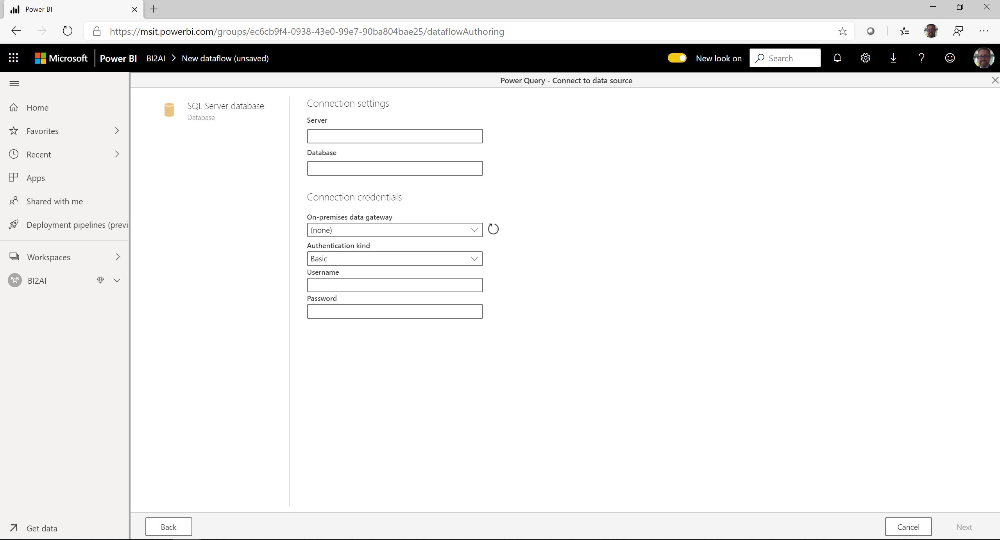 Power BI
https://msit.powerbi.com/groups/ec6cb9f4-0938-43e0-99e7-90ba804bae25/dataflowAuthoring
Microsoft Power BI BI2AI > New dataflow (unsaved) New look on Search
Power Query - Connect to data source
Home
Favorites
Recent
Apps
Shared with me
Deployment pipelines (previ
Workspaces
BI2AI
Get data
SQL Server database
Database
Connection settings
Server
Database
Connection credentials
On-premises data gateway
(none)
Authentication kind
Basic
Username
Password
Back
Cancel
Next